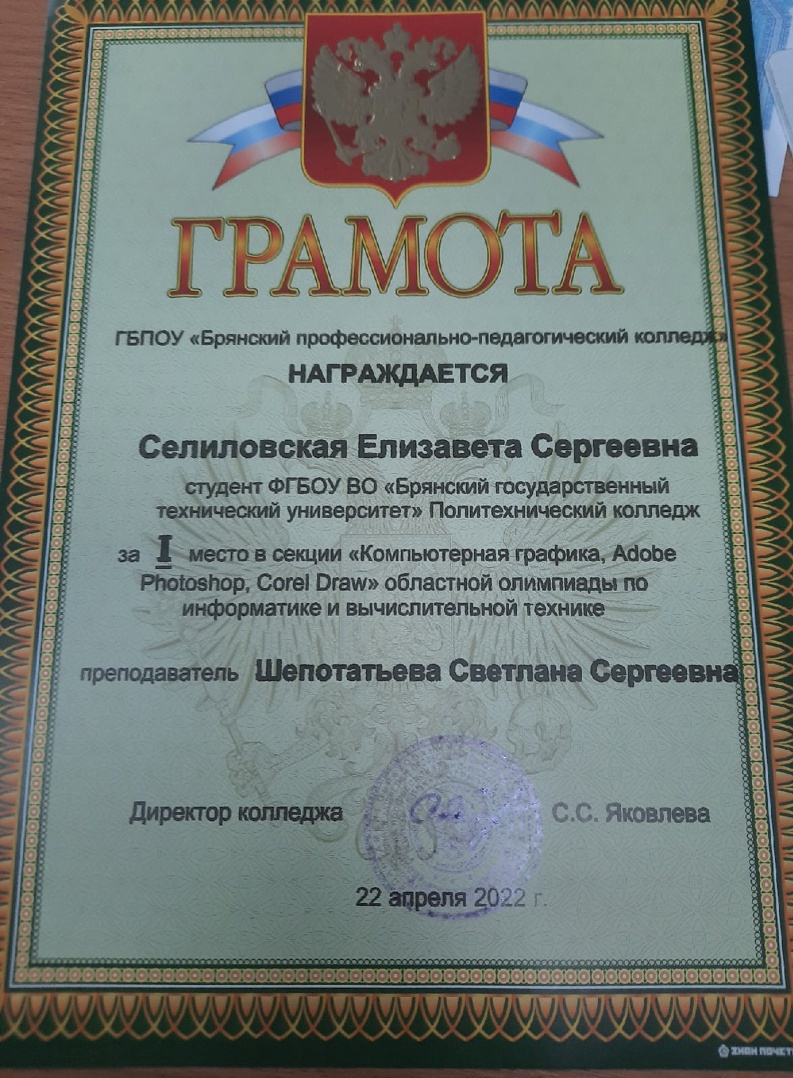 ГРАМОТА
ГБПОУ «Брянский профессионально-педагогический колледж»
НАГРАЖДАЕТСЯ
Селиловская Елизавета Сергеевна
студент ФГБОУ ВО «Брянский государственный
технический университет» Политехнический колледж
за I место в секции «Компьютерная графика, Adobe
Photoshop, Corel Draw» областной олимпиады по
информатике и вычислительной технике
преподаватель Шепотатьева Светлана Сергеевна
Директор колледжа С.С. Яковлева
22 апреля 2022 г.